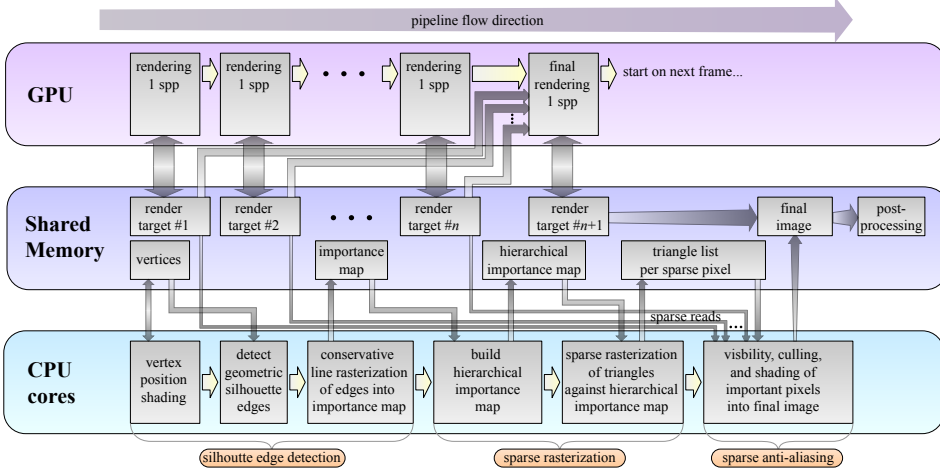 pipeline flow direction
GPU
rendering
1 spp
rendering
1 spp
• • •
rendering
1 spp
final
rendering
1 spp
start on next frame...
...
Shared
Memory
render
target #1
render
target #2
• • •
render
target #n
render
target #n+1
final
image
post-
processing
vertices
importance
map
hierarchical
importance map
triangle list
per sparse pixel
sparse reads
...
CPU
cores
vertex
position
shading
detect
geometric
silhouette
edges
conservative
line rasterization
of edges into
importance map
build
hierarchical
importance
map
sparse rasterization
of triangles
against hierarchical
importance map
visbility, culling,
and shading of
important pixels
into final image
silhoutte edge detection
sparse rasterization
sparse anti-aliasing